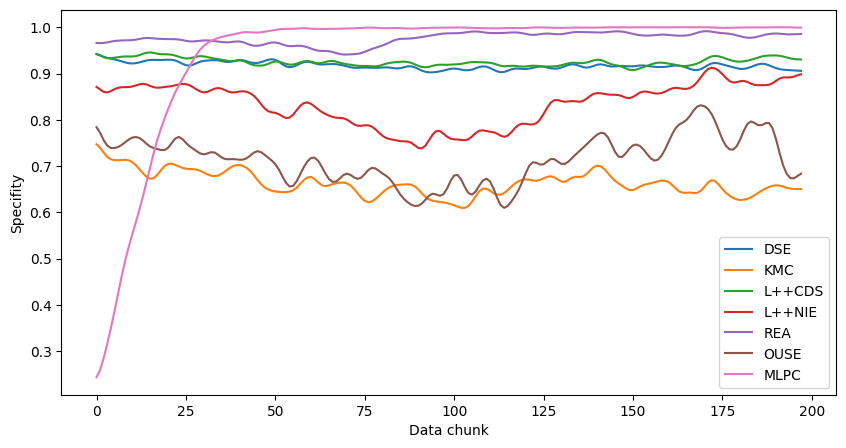 1.0
0.9
0.8
0.7
0.6
0.5
0.4
0.3
Specifity
0
25
50
75
100
125
150
175
200
Data chunk
DSE
KMC
L++CDS
L++NIE
REA
OUSE
MLPC